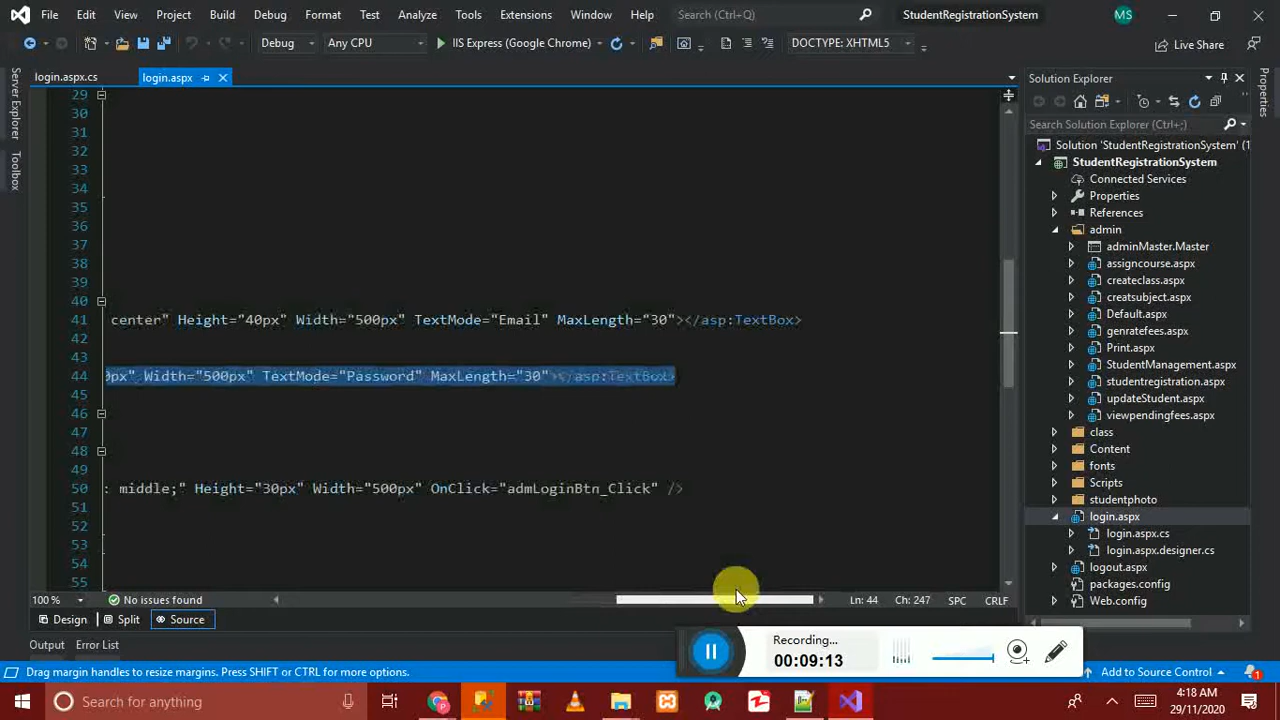 File Edit View Project Build Debug Format Test Analyze Tools Extensions Window Help Search (Ctrl+Q) StudentRegistrationSystem MS
Debug Any CPU IIS Express (Google Chrome) DOCTYPE: XHTML5 Live Share
login.aspx.cs login.aspx
Server Explorer
Toolbox
29
30
31
32
33
34
35
36
37
38
39
40
41 center" Height="40px" Width="500px" TextMode="Email" MaxLength="30"></asp:TextBox>
42
43
44 0px" Width="500px" TextMode="Password" MaxLength="30"></asp:TextBox>
45
46
47
48
49
50 : middle;" Height="30px" Width="500px" OnClick="admLoginBtn_Click" />
51
52
53
54
55
100 % No issues found Ln: 44 Ch: 247 SPC CRLF
Design Split Source
Output Error List
Solution Explorer
Search Solution Explorer (Ctrl+;)
Solution 'StudentRegistrationSystem' (1
StudentRegistrationSystem
Connected Services
Properties
References
admin
adminMaster.Master
assigncourse.aspx
createclass.aspx
creatsubject.aspx
Default.aspx
genratefees.aspx
Print.aspx
StudentManagement.aspx
studentregistration.aspx
updateStudent.aspx
viewpendingfees.aspx
class
Content
fonts
Scripts
studentphoto
login.aspx
login.aspx.cs
login.aspx.designer.cs
logout.aspx
packages.config
Web.config
Properties
Recording...
00:09:13
Drag margin handles to resize margins. Press SHIFT or CTRL for more options. Add to Source Control 1
Search for anything 4:18 AM
29/11/2020